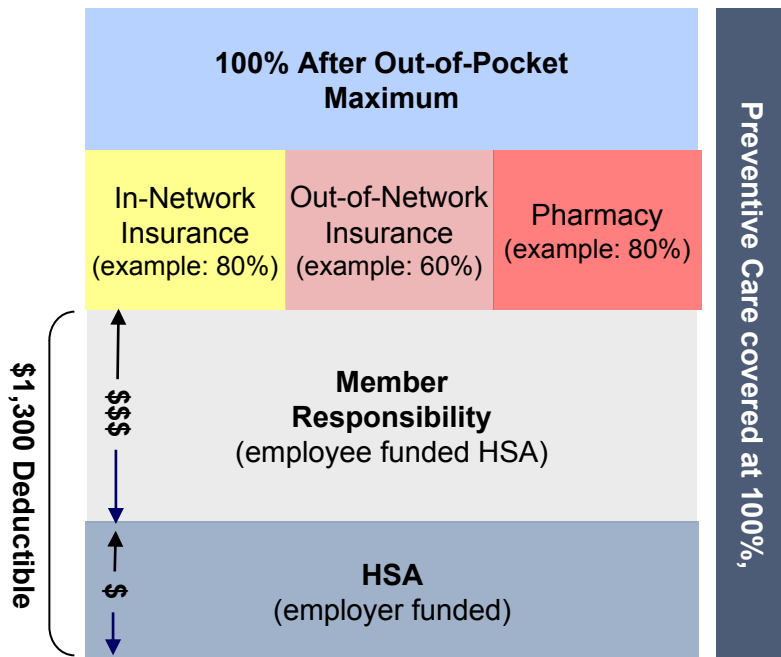 100% After Out-of-Pocket
Maximum
In-Network
Insurance
(example: 80%)
Out-of-Network
Insurance
(example: 60%)
Pharmacy
(example: 80%)
$1,300 Deductible
$$$
Member
Responsibility
(employee funded HSA)
$
HSA
(employer funded)
Preventive Care covered at 100%,